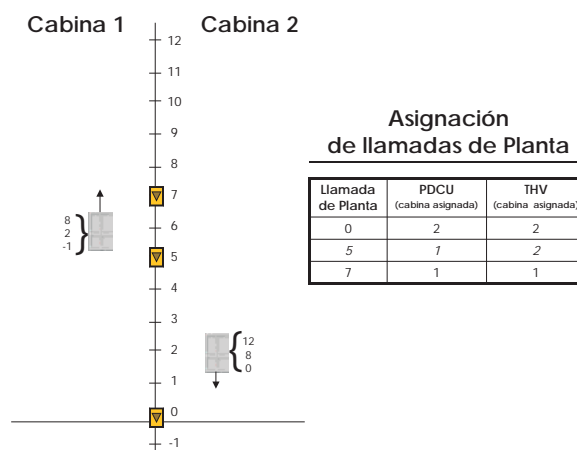 Cabina 1
Cabina 2
12
11
10
9
8
7
6
5
4
3
2
1
0
-1
8
2
-1
12
8
0
Asignación
de llamadas de Planta
Llamada de Planta PDCU (cabina asignada) THV (cabina asignada)
0 2 2
5 1 2
7 1 1